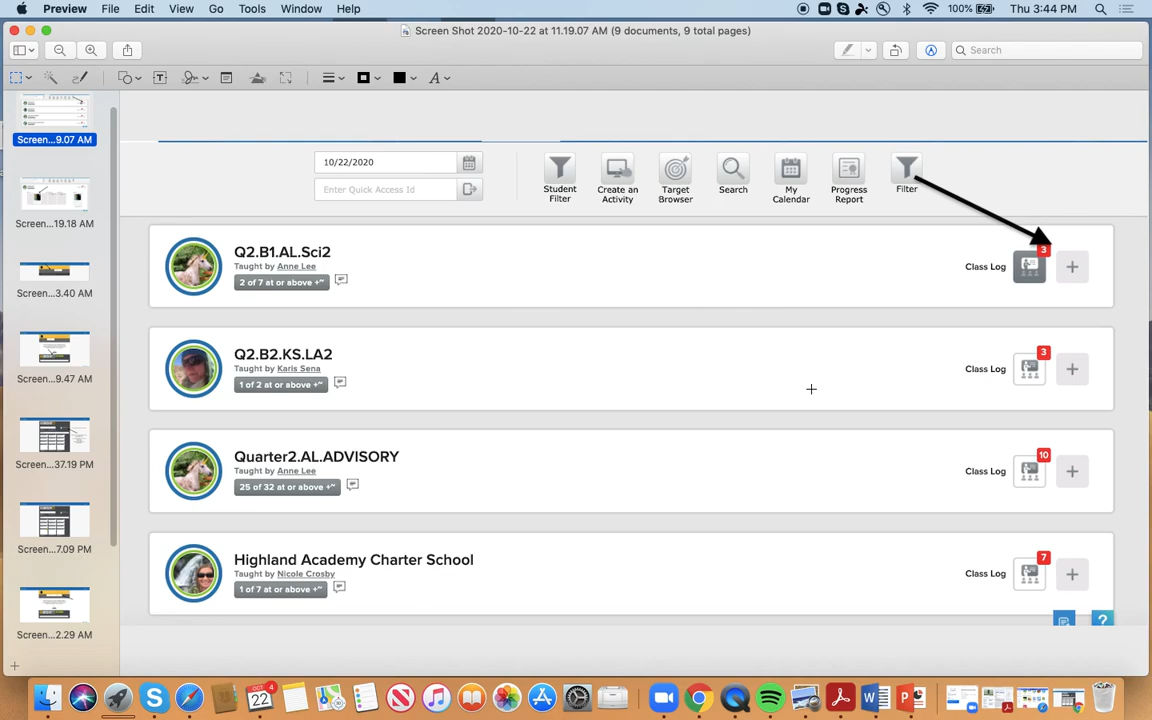 Preview File Edit View Go Tools Window Help 100% Thu 3:44 PM
Screen Shot 2020-10-22 at 11.19.07 AM (9 documents, 9 total pages)
Search
Screen...9.07 AM
Screen...19.18 AM
Screen...3.40 AM
Screen...9.47 AM
Screen...37.19 PM
Screen...7.09 PM
Screen...2.29 AM
10/22/2020
Enter Quick Access Id
Student Filter
Create an Activity
Target Browser
Search
My Calendar
Progress Report
Filter
Q2.B1.AL.Sci2
Taught by Anne Lee
2 of 7 at or above +~
Class Log 3 +
Q2.B2.KS.LA2
Taught by Karis Sena
1 of 2 at or above +~
Class Log 3 +
Quarter2.AL.ADVISORY
Taught by Anne Lee
25 of 32 at or above +~
Class Log 10 +
Highland Academy Charter School
Taught by Nicole Crosby
1 of 7 at or above +~
Class Log 7 +
?
OCT 4
22